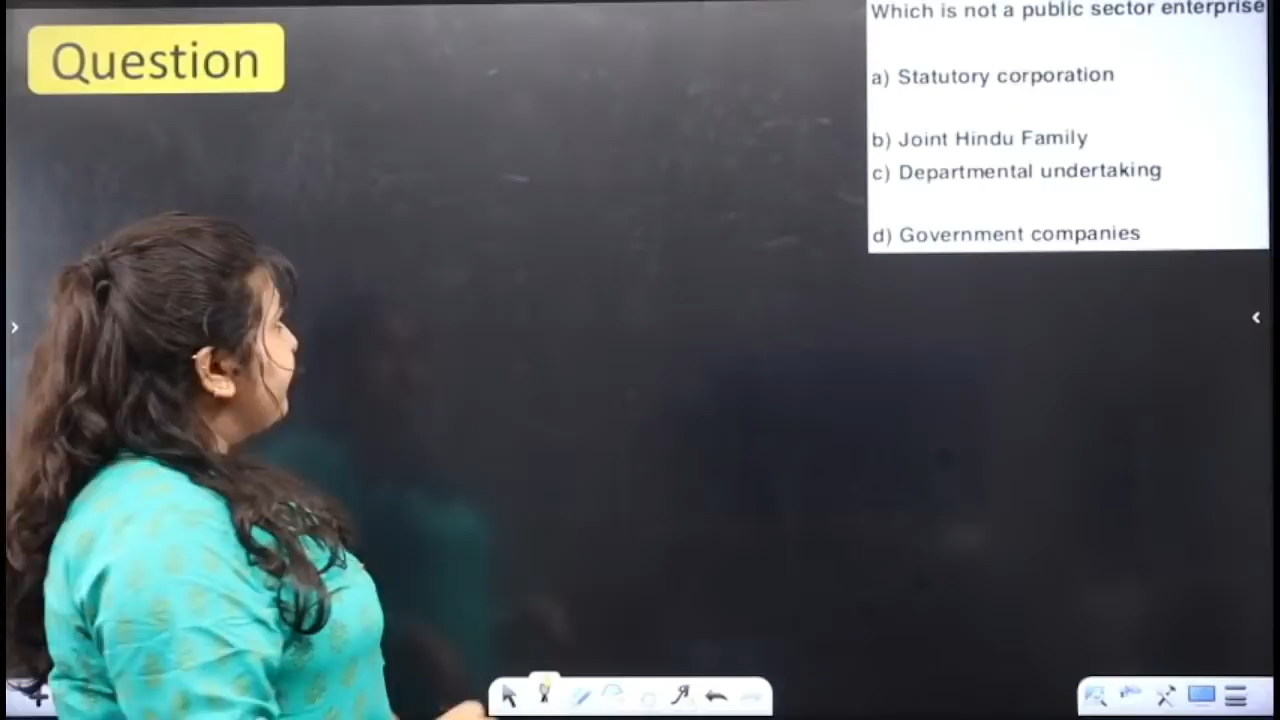 Question
Which is not a public sector enterprise
a) Statutory corporation
b) Joint Hindu Family
c) Departmental undertaking
d) Government companies